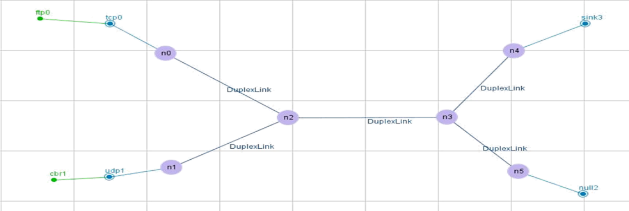 ftp0
tcp0
sink3
n0
n4
DuplexLink
DuplexLink
n2
DuplexLink
n3
DuplexLink
DuplexLink
n1
n5
cbr1
udp1
null2